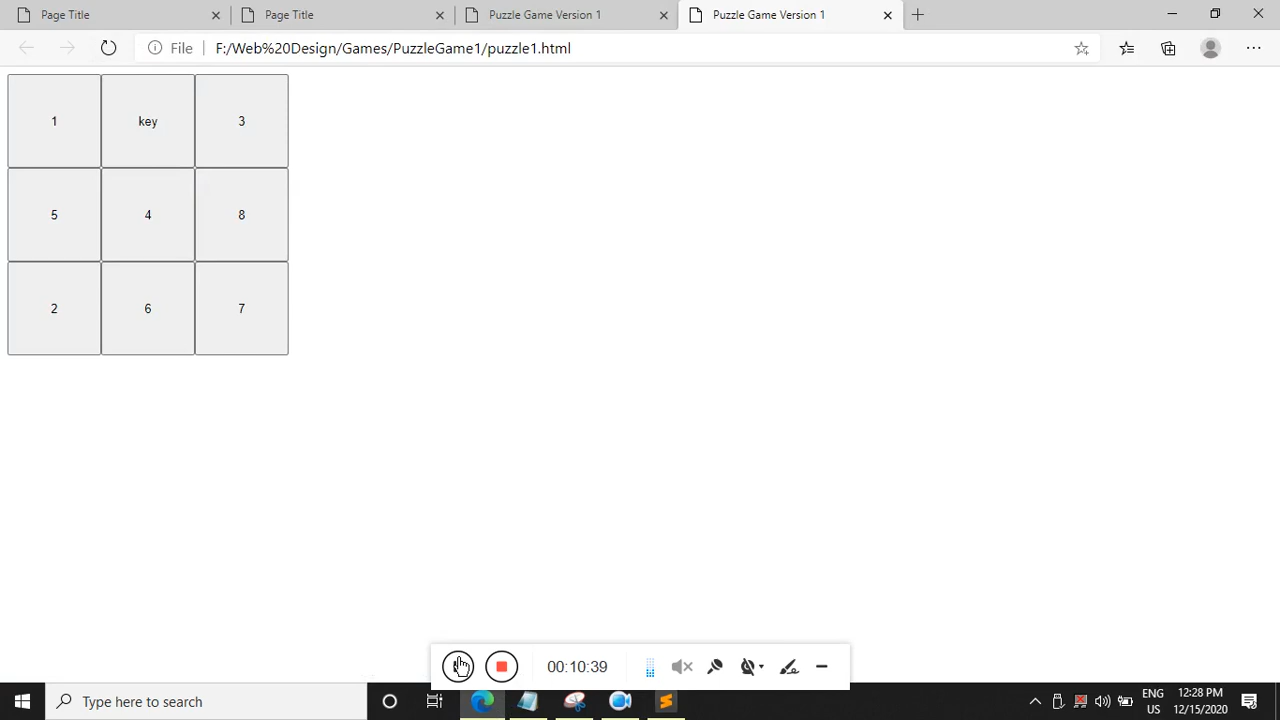 Page Title
Page Title
Puzzle Game Version 1
Puzzle Game Version 1
File
F:/Web%20Design/Games/PuzzleGame1/puzzle1.html
1 key 3
5 4 8
2 6 7
00:10:39
Type here to search
ENG
US
12:28 PM
12/15/2020